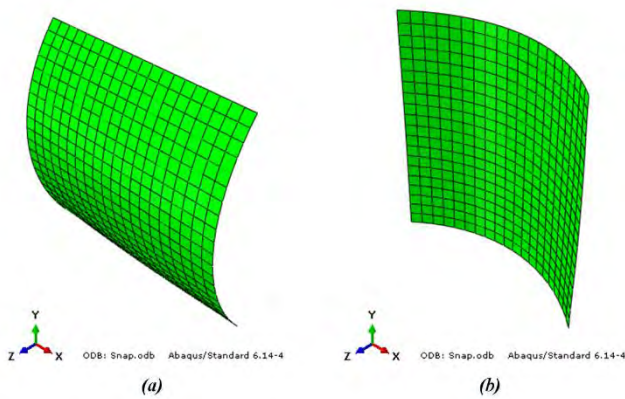 Y
Z X
ODB: Snap.odb Abaqus/Standard 6.14-4
(a)
Y
Z X
ODB: Snap.odb Abaqus/Standard 6.14-4
(b)